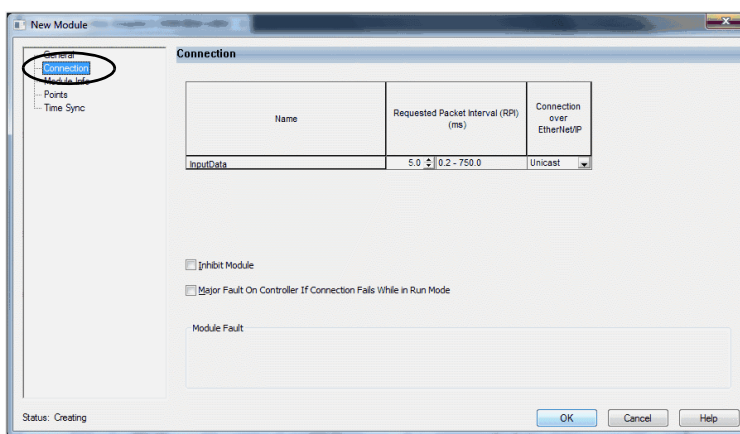 New Module
General
Connection
Module Info
Points
Time Sync
Connection
Name
Requested Packet Interval (RPI)
(ms)
Connection
over
EtherNet/IP
InputData
5.0
0.2 - 750.0
Unicast
Inhibit Module
Major Fault On Controller If Connection Fails While in Run Mode
Module Fault
Status: Creating
OK
Cancel
Help